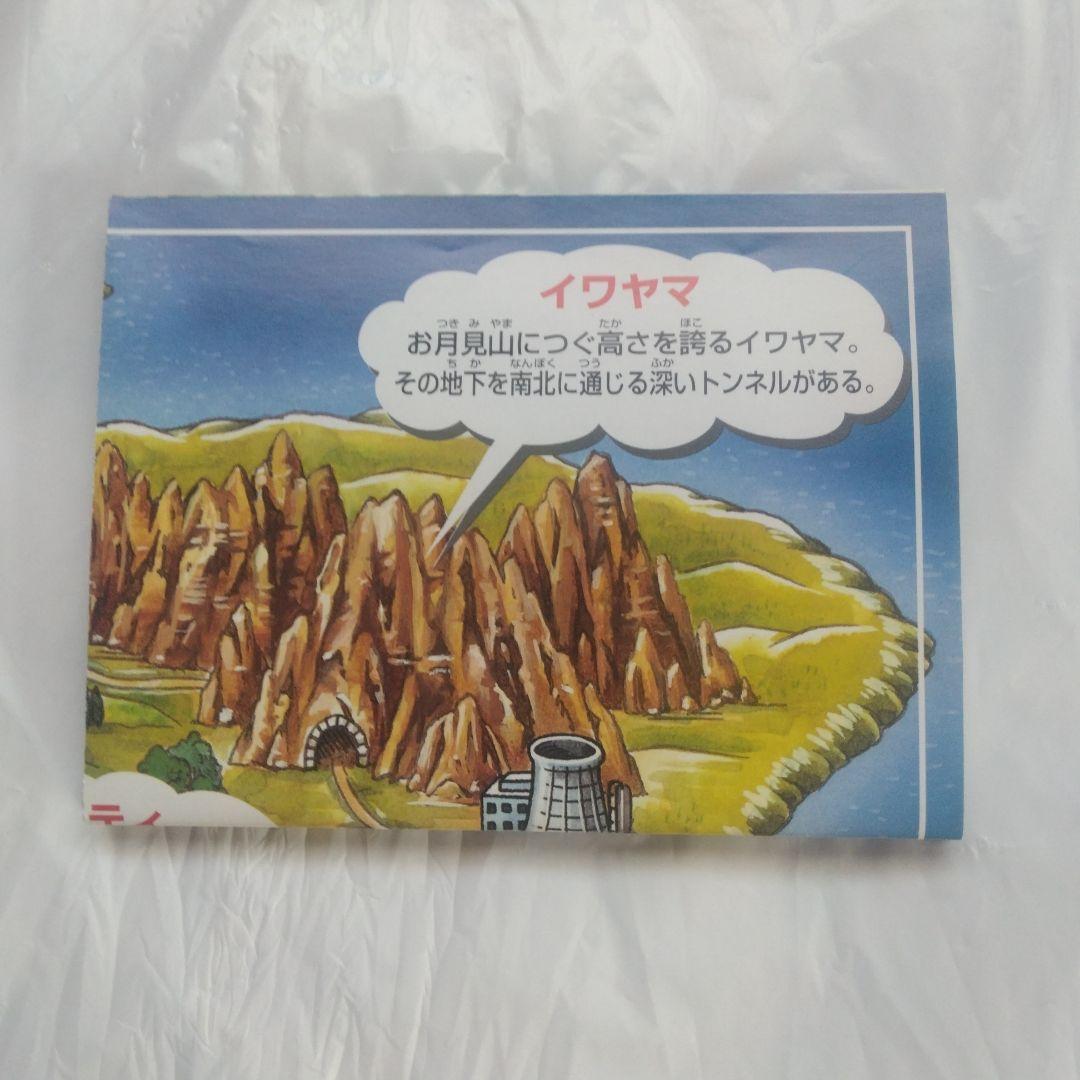 イワヤマ
お月見山につぐ高さを誇るイワヤマ。
その地下を南北に通じる深いトンネルがある。
ティ